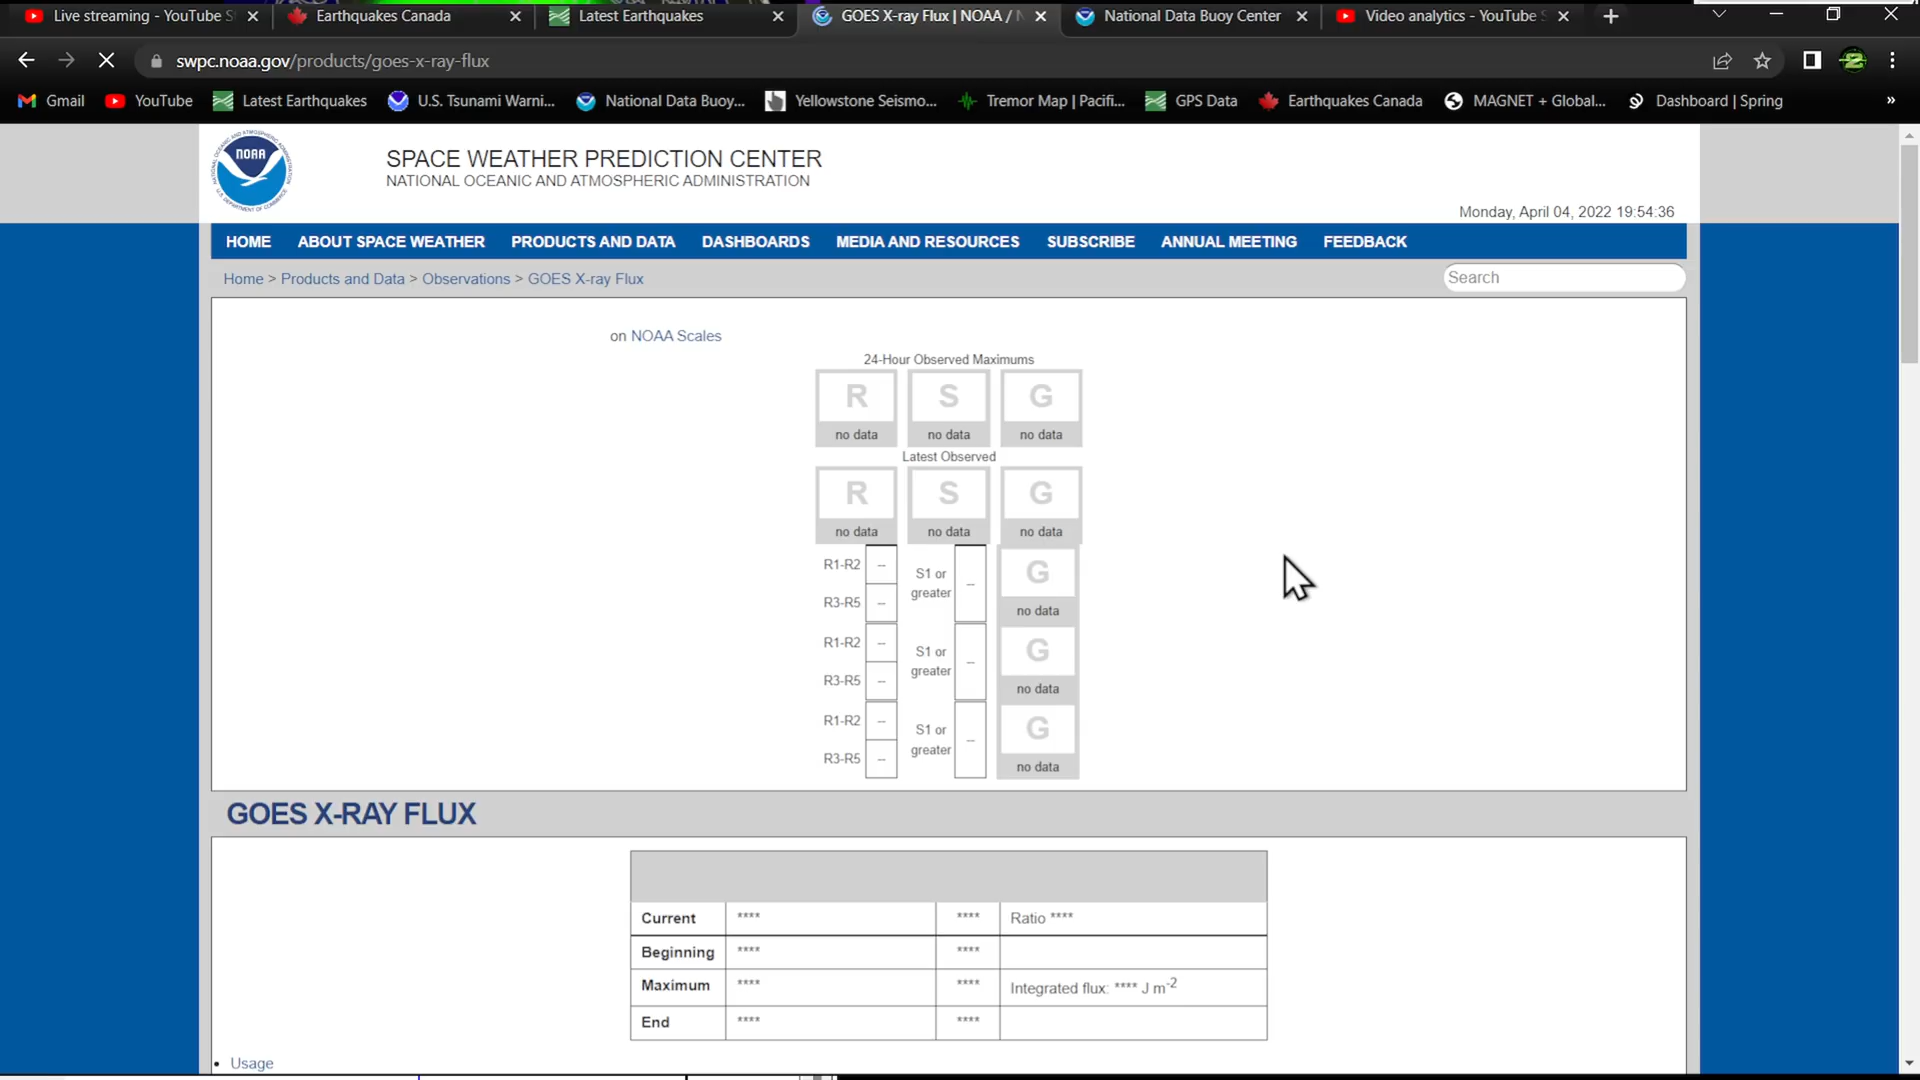 Live streaming - YouTube S
Earthquakes Canada
Latest Earthquakes
GOES X-ray Flux | NOAA / N
National Data Buoy Center
Video analytics - YouTube S
swpc.noaa.gov/products/goes-x-ray-flux
Gmail
YouTube
Latest Earthquakes
U.S. Tsunami Warni...
National Data Buoy...
Yellowstone Seismo...
Tremor Map | Pacifi...
GPS Data
Earthquakes Canada
MAGNET + Global...
Dashboard | Spring
»
NOAA
SPACE WEATHER PREDICTION CENTER
NATIONAL OCEANIC AND ATMOSPHERIC ADMINISTRATION
Monday, April 04, 2022 19:54:36
HOME ABOUT SPACE WEATHER PRODUCTS AND DATA DASHBOARDS MEDIA AND RESOURCES SUBSCRIBE ANNUAL MEETING FEEDBACK
Home > Products and Data > Observations > GOES X-ray Flux
Search
on NOAA Scales
24-Hour Observed Maximums
R S G
no data no data no data
Latest Observed
R S G
no data no data no data
R1-R2 -- S1 or greater -- G
R3-R5 -- no data
R1-R2 -- S1 or greater -- G
R3-R5 -- no data
R1-R2 -- S1 or greater -- G
R3-R5 -- no data
GOES X-RAY FLUX
Current **** **** Ratio ****
Beginning **** ****
Maximum **** **** Integrated flux: **** J m-2
End **** ****
• Usage